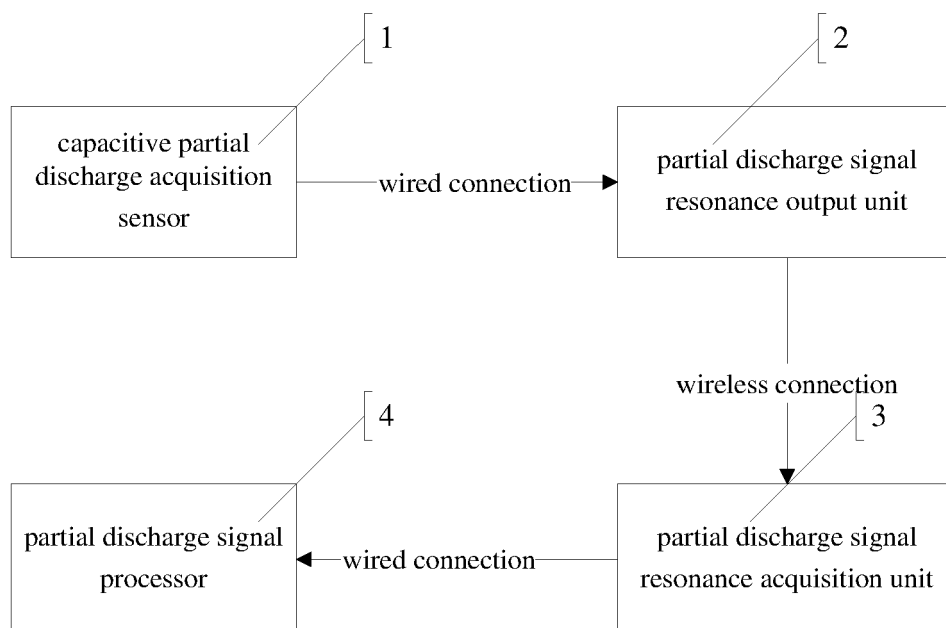 1
2
capacitive partial
discharge acquisition
sensor
wired connection
partial discharge signal
resonance output unit
wireless connection
4
3
partial discharge signal
processor
wired connection
partial discharge signal
resonance acquisition unit